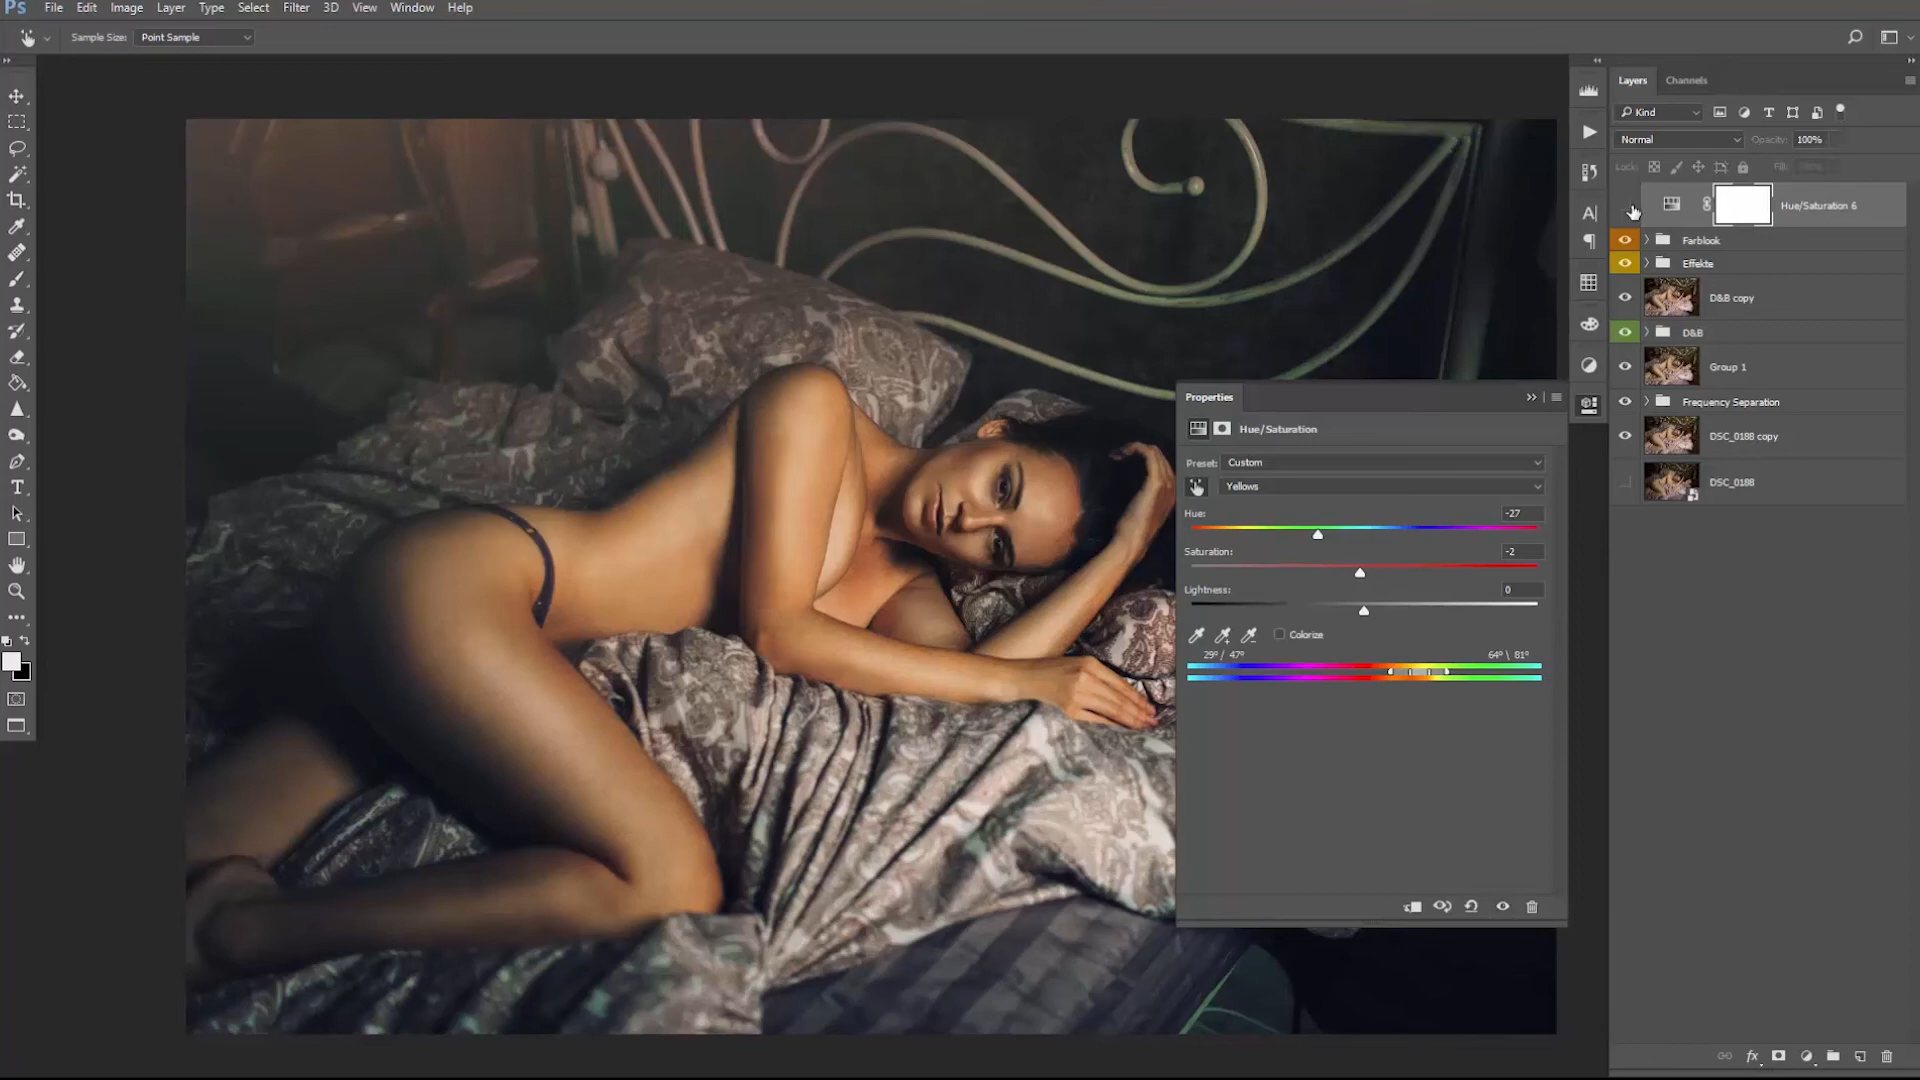 Ps File Edit Image Layer Type Select Filter 3D View Window Help
Sample Size: Point Sample
Layers Channels
Kind
Normal Opacity: 100%
Lock: Fill:
Hue/Saturation 6
Farblook
Effekte
D&B copy
D&B
Group 1
Frequency Separation
DSC_0188 copy
DSC_0188
Properties
Hue/Saturation
Preset: Custom
Yellows
Hue: -27
Saturation: -2
Lightness: 0
Colorize
29°/ 47° 64°\ 81°